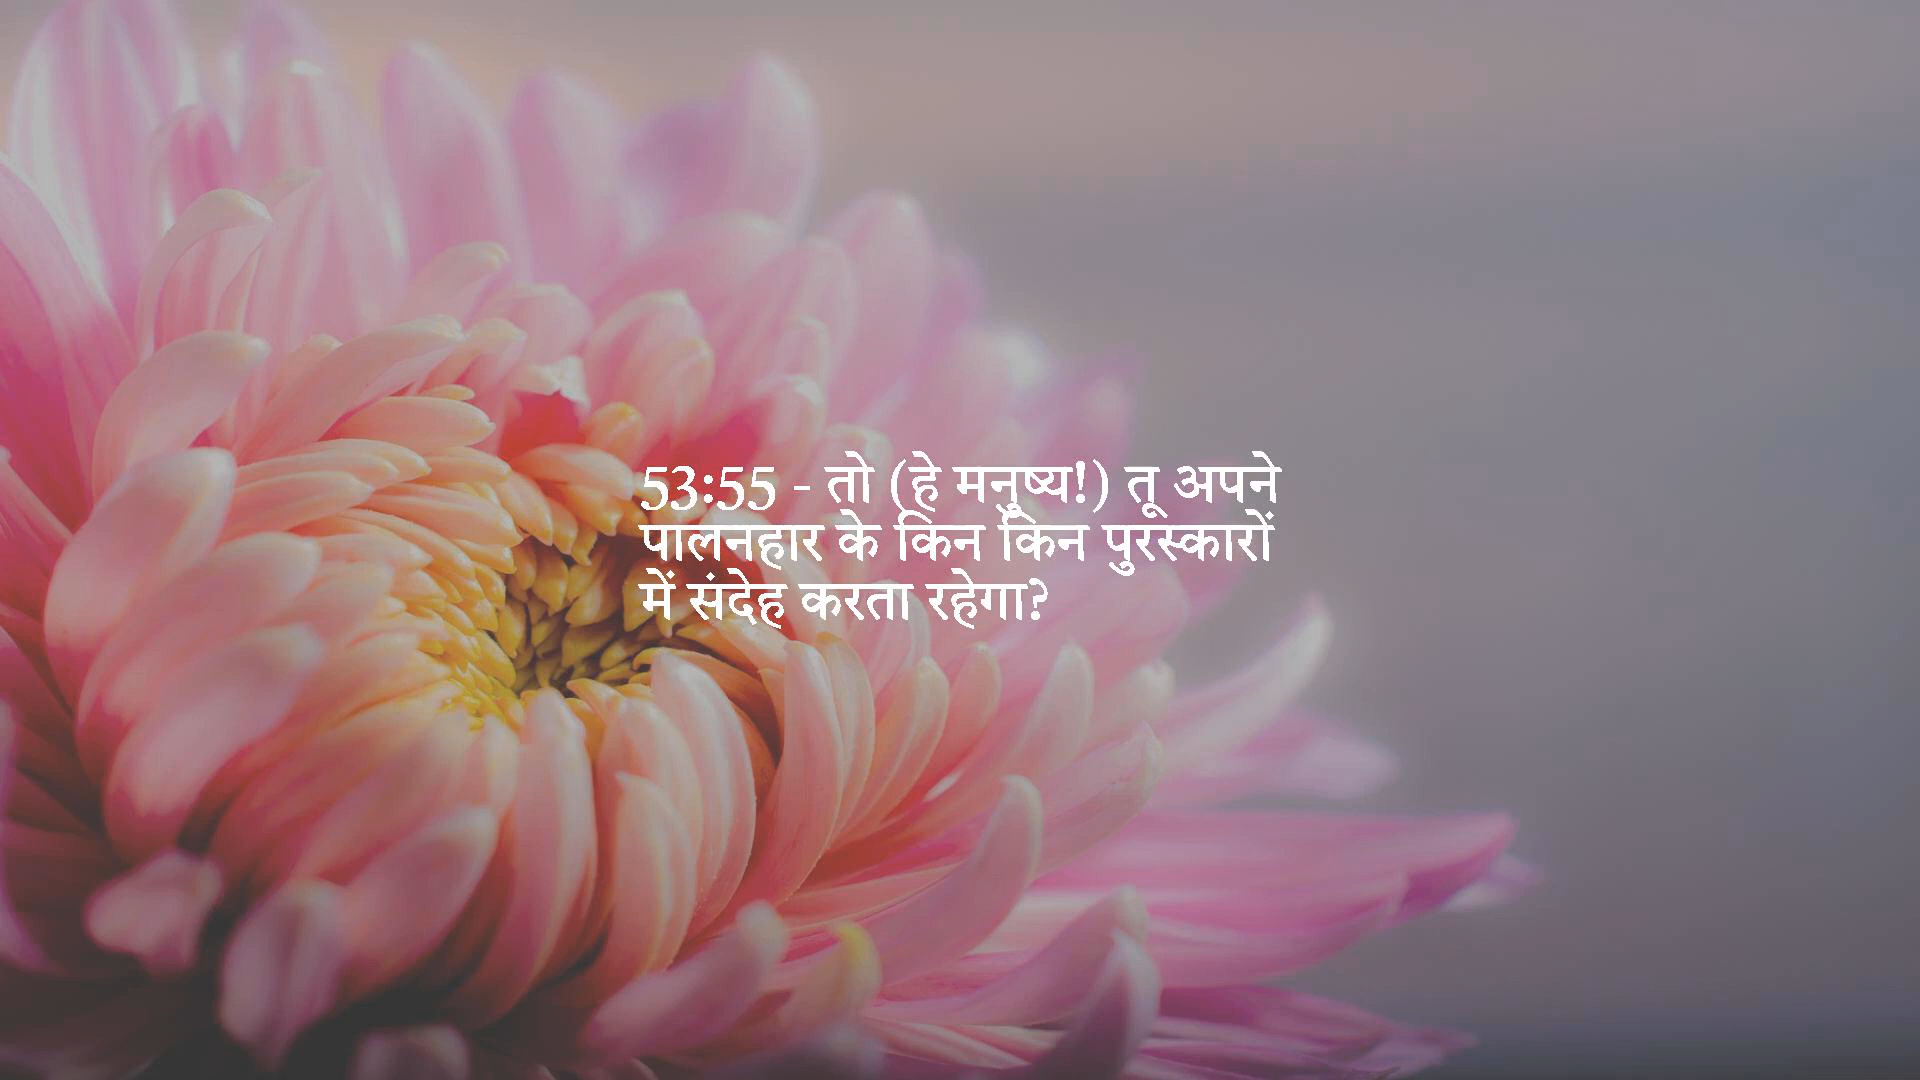 53:55 - तो (हे मनुष्य!) तू अपने
पालनहार के किन किन पुरस्कारों
में संदेह करता रहेगा?